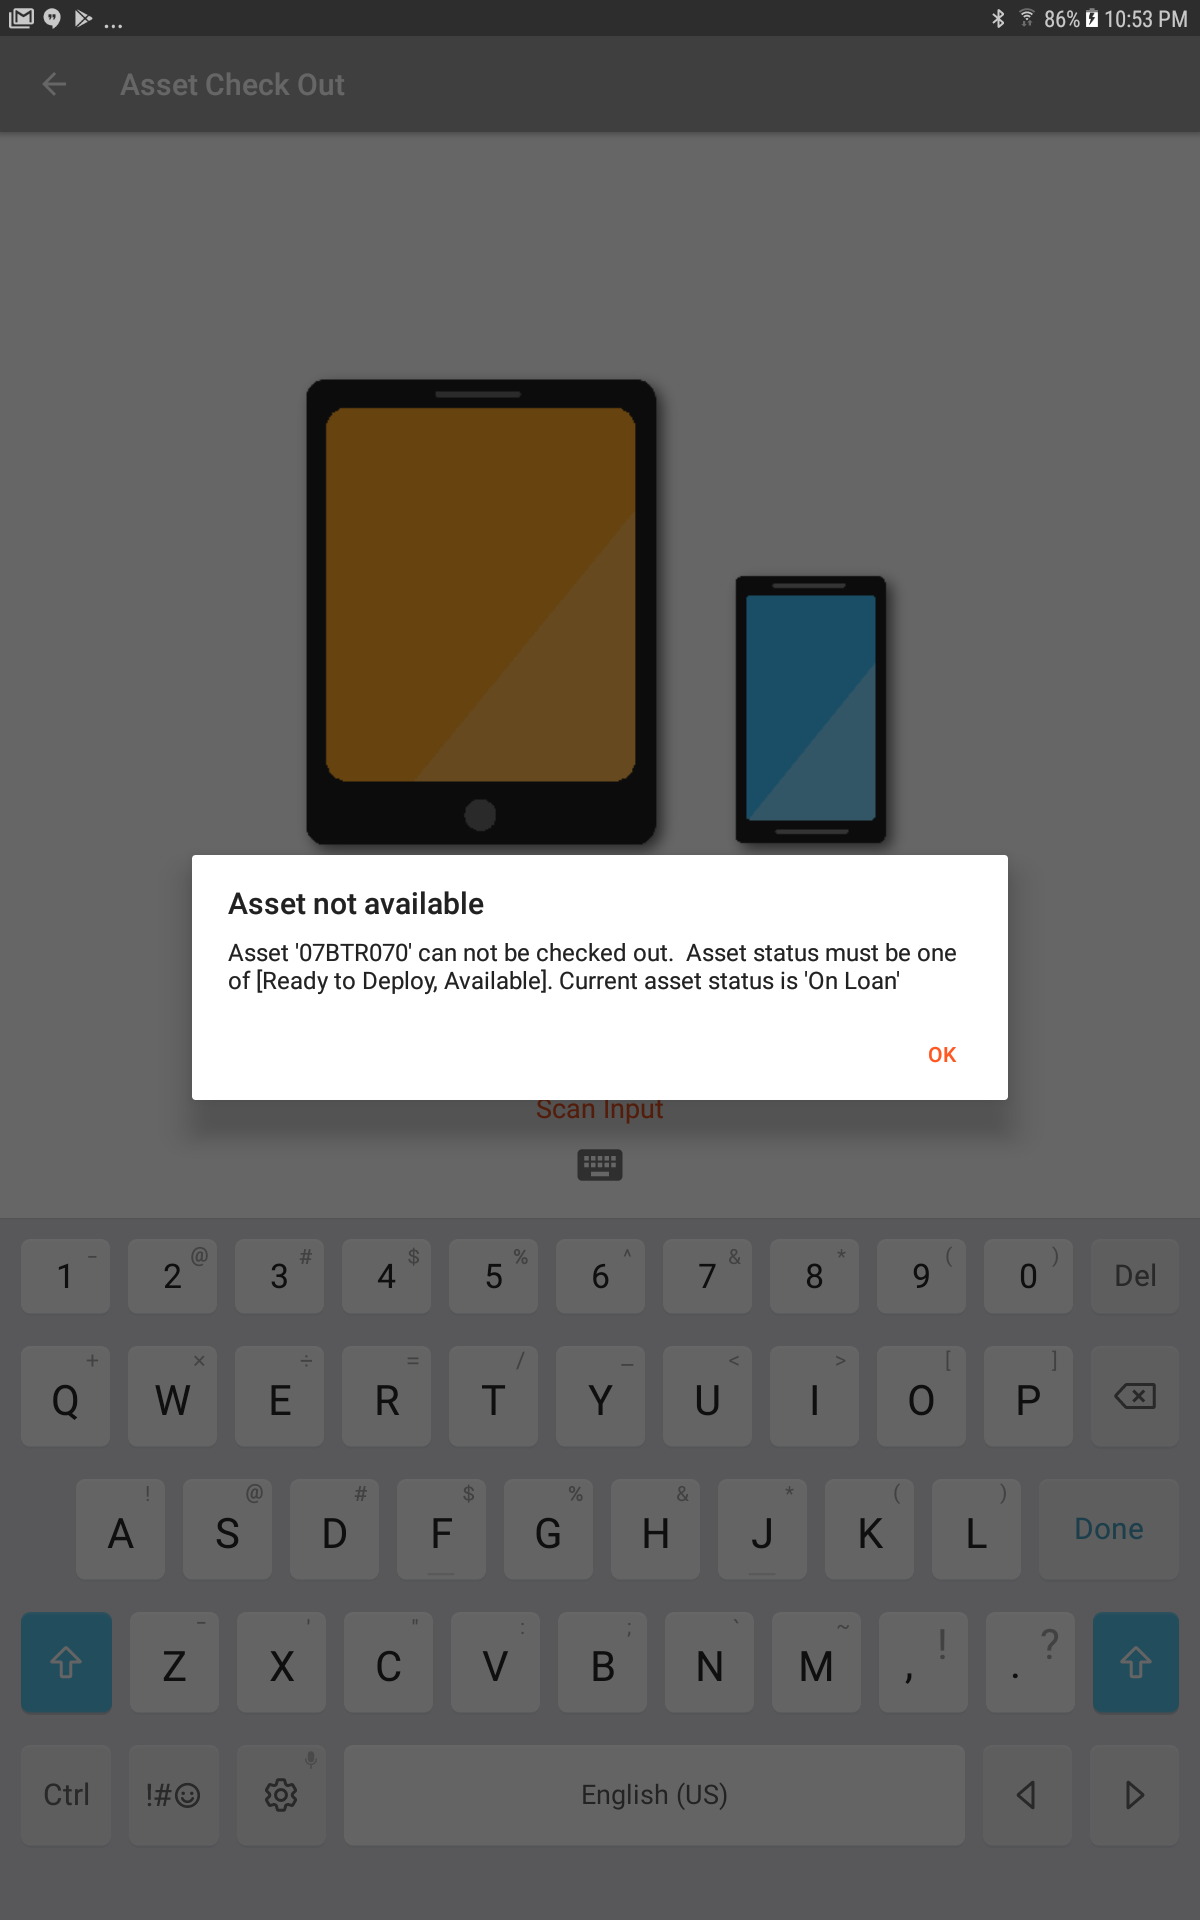 ... 86% 10:53 PM
Asset Check Out
Asset not available
Asset '07BTR070' can not be checked out.  Asset status must be one
of [Ready to Deploy, Available]. Current asset status is 'On Loan'
OK
Scan Input
1 − 2 @ 3 # 4 $ 5 % 6 ^ 7 & 8 * 9 ( 0 ) Del
Q + W × E ÷ R = T / Y _ U < I > O [ P ]
A ! S @ D # F $ G % H & J * K ( L ) Done
Z - X ' C " V : B ; N ` M ~ , ! . ?
Ctrl !#☺ English (US)